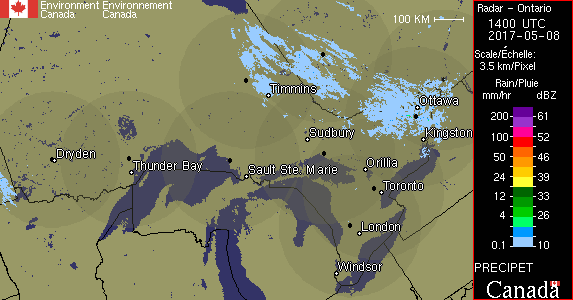 Environment Environnement
Canada Canada
100 KM
Timmins
Ottawa
Sudbury
Kingston
Dryden
Thunder Bay
Sault Ste. Marie
Orillia
Toronto
London
Windsor
Radar - Ontario
1400 UTC
2017-05-08
Scale/Échelle:
3.5 km/Pixel
Rain/Pluie
mm/hr dBZ
200 61
100 57
100 52
50 46
24 39
12 33
4 26
0.1 10
PRECIPET
Canada